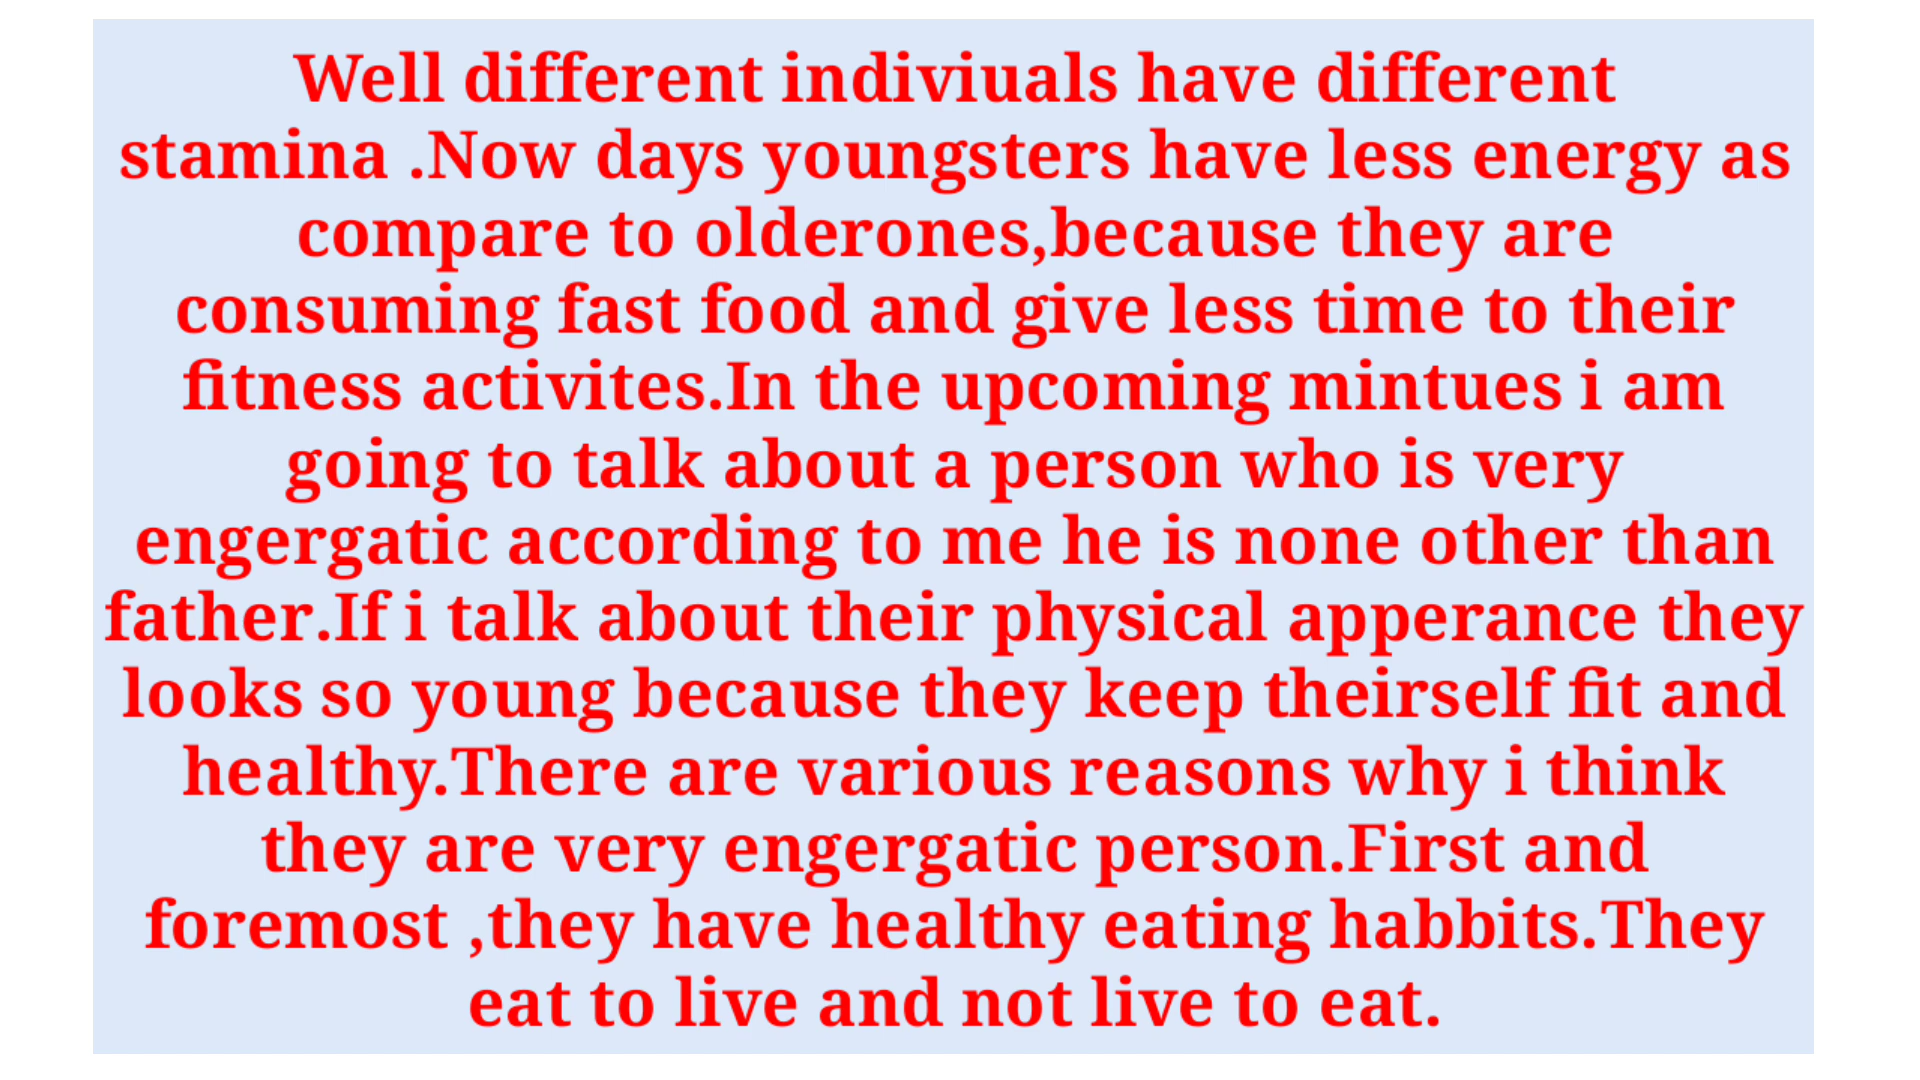 Well different indiviuals have different
stamina .Now days youngsters have less energy as
compare to olderones,because they are
consuming fast food and give less time to their
fitness activites.In the upcoming mintues i am
going to talk about a person who is very
engergatic according to me he is none other than
father.If i talk about their physical apperance they
looks so young because they keep theirself fit and
healthy.There are various reasons why i think
they are very engergatic person.First and
foremost ,they have healthy eating habbits.They
eat to live and not live to eat.